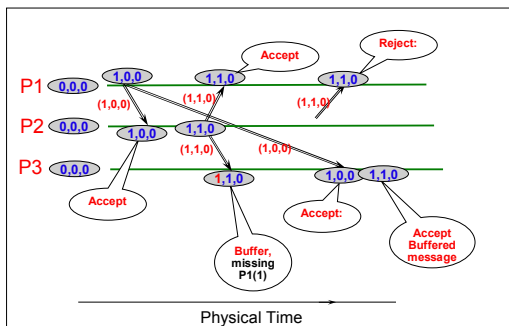 Reject:
Accept
P1
0,0,0
1,0,0
1,1,0
1,1,0
(1,0,0)
(1,1,0)
(1,1,0)
P2
0,0,0
1,0,0
1,1,0
(1,1,0)
(1,0,0)
P3
0,0,0
1,1,0
1,0,0
1,1,0
Accept
Accept:
Buffer,
missing
P1(1)
Accept
Buffered
message
Physical Time